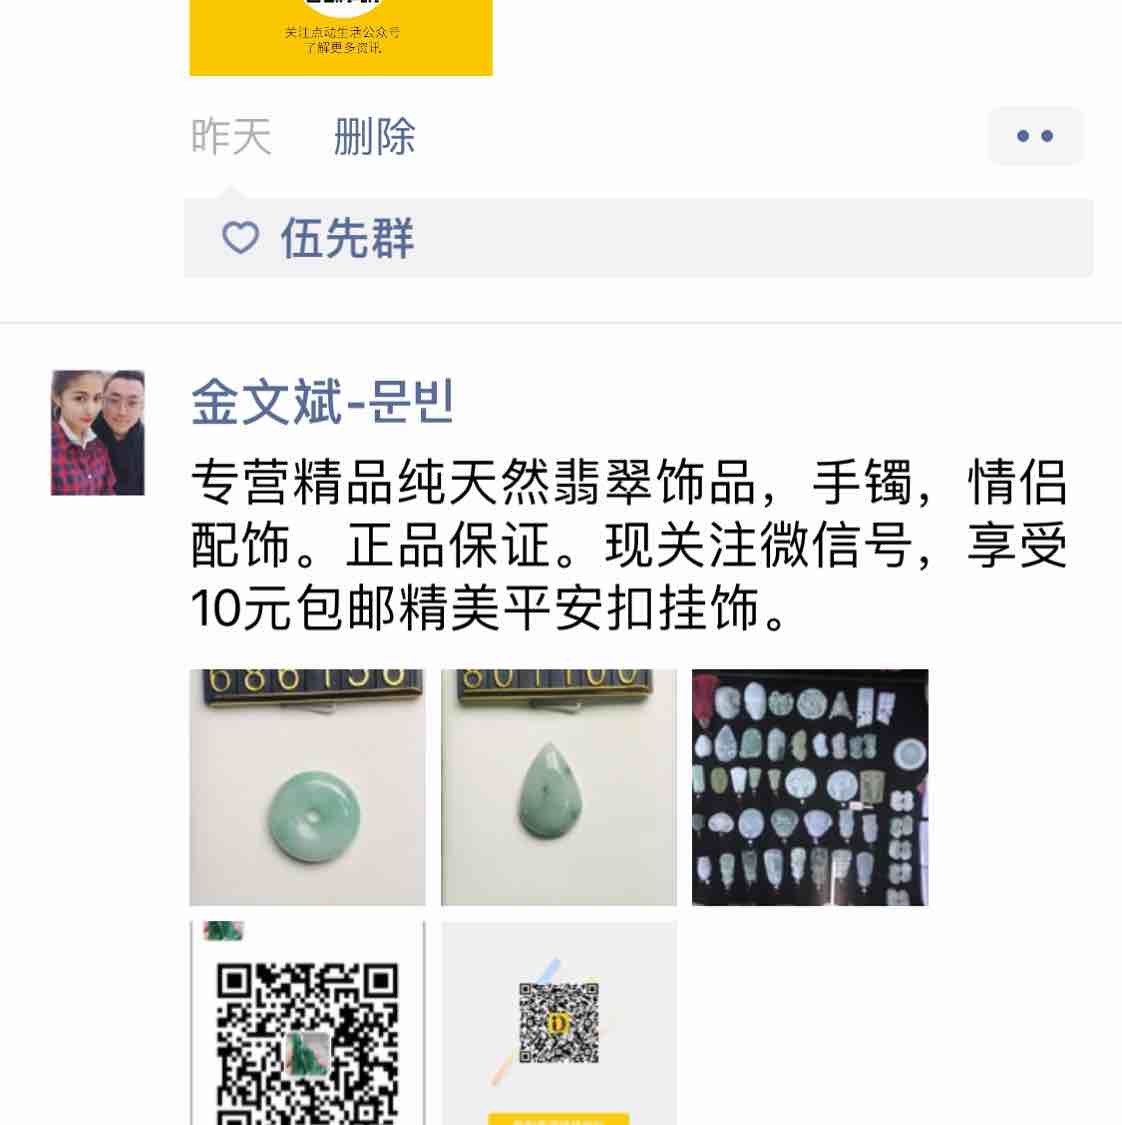 关注点动生活公众号
了解更多资讯
昨天 删除
伍先群
金文斌-문빈
专营精品纯天然翡翠饰品，手镯，情侣
配饰。正品保证。现关注微信号，享受
10元包邮精美平安扣挂饰。